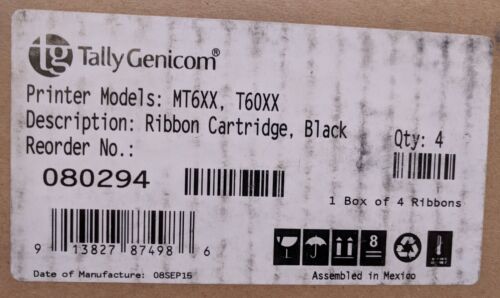 tg TallyGenicom®
Printer Models: MT6XX, T60XX
Description: Ribbon Cartridge, Black
Reorder No.:
Qty: 4
080294
1 Box of 4 Ribbons
9 13827 87498 6
8
Date of Manufacture: 08SEP15
Assembled in Mexico